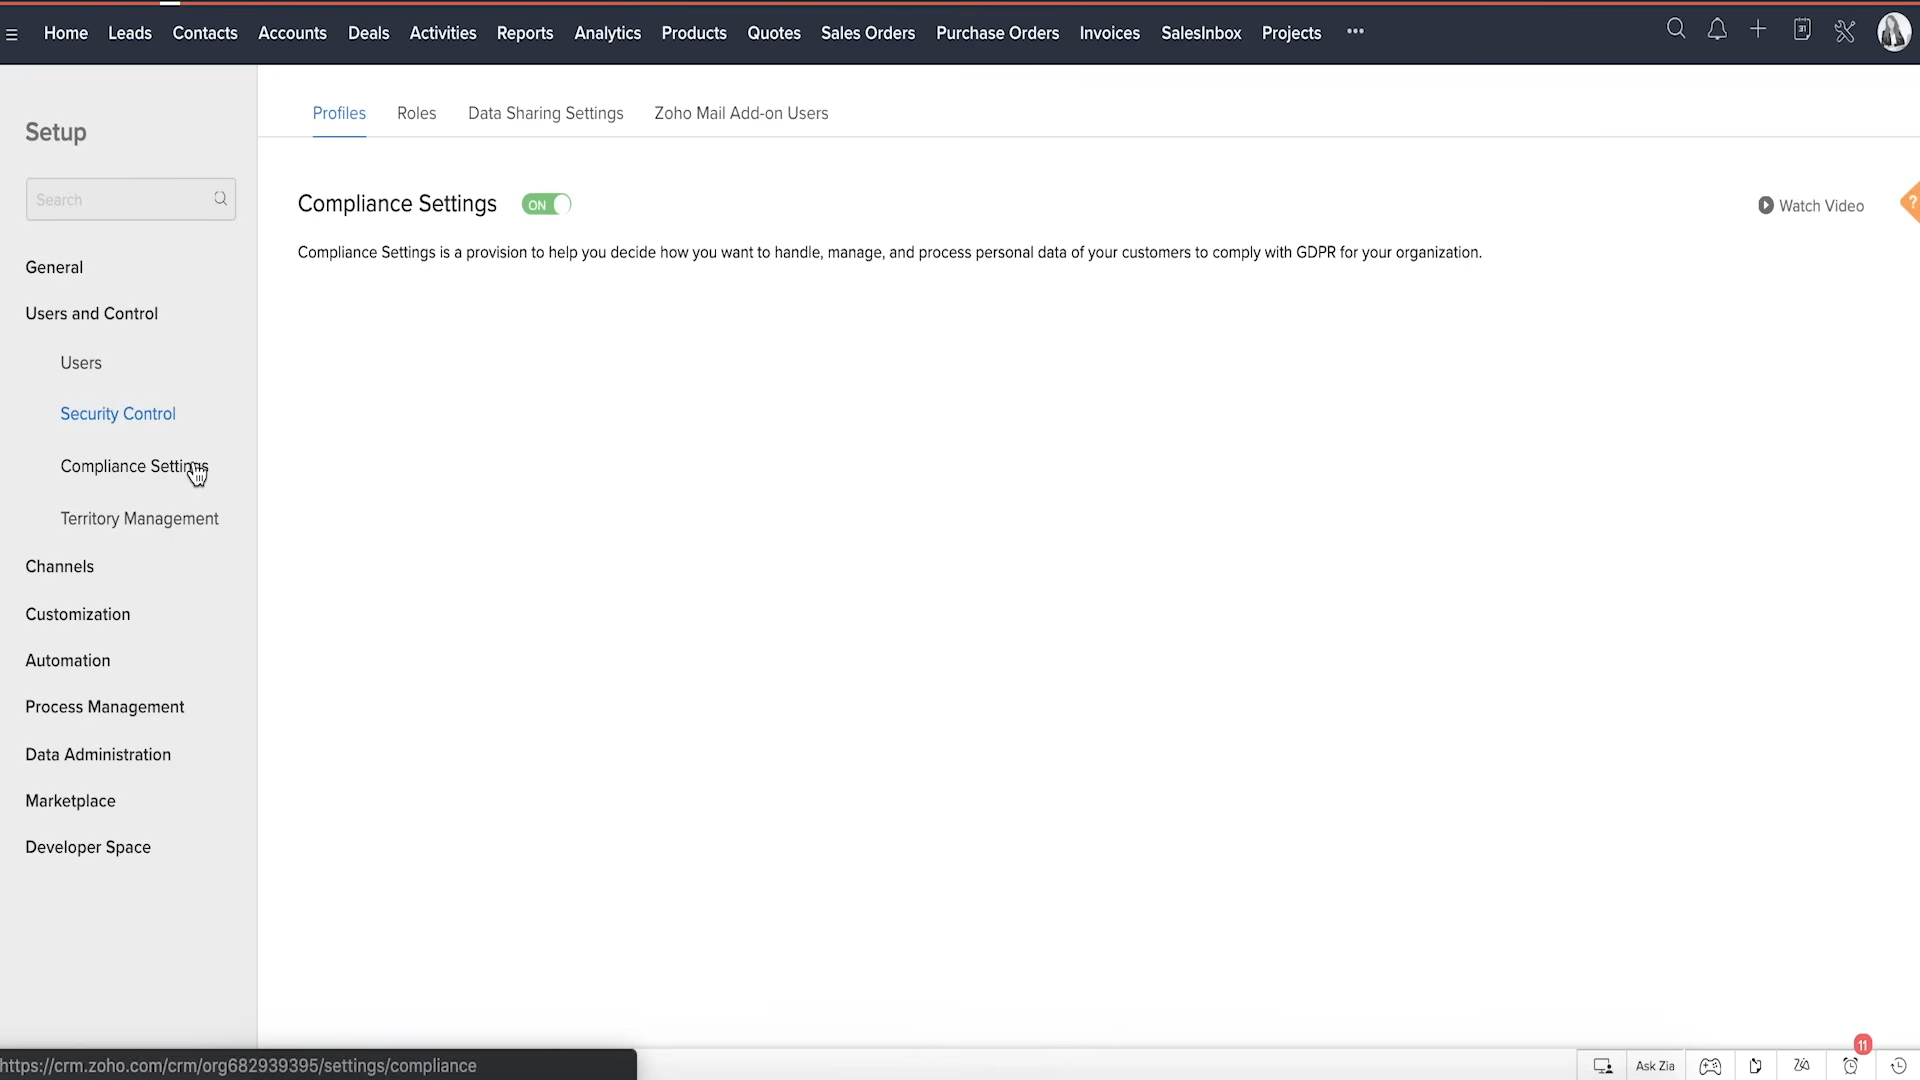 Home Leads Contacts Accounts Deals Activities Reports Analytics Products Quotes Sales Orders Purchase Orders Invoices SalesInbox Projects ...
Setup
Search
General
Users and Control
Users
Security Control
Compliance Settings
Territory Management
Channels
Customization
Automation
Process Management
Data Administration
Marketplace
Developer Space
Profiles Roles Data Sharing Settings Zoho Mail Add-on Users
Compliance Settings ON
Watch Video
?
Compliance Settings is a provision to help you decide how you want to handle, manage, and process personal data of your customers to comply with GDPR for your organization.
https://crm.zoho.com/crm/org682939395/settings/compliance
Ask Zia
11